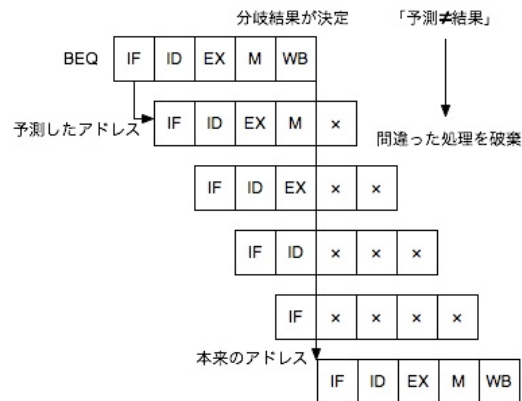 分岐結果が決定 「予測≠結果」
BEQ IF ID EX M WB
予測したアドレス IF ID EX M ×
間違った処理を破棄
IF ID EX × ×
IF ID × × ×
IF × × × ×
本来のアドレス
IF ID EX M WB